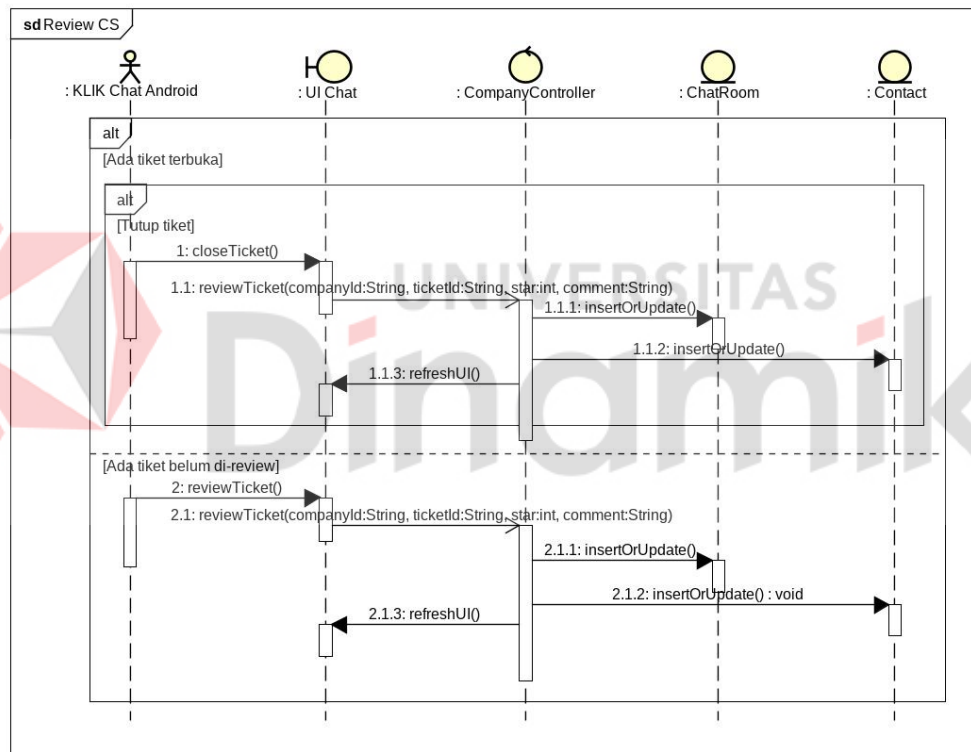 sd Review CS
: KLIK Chat Android
: UI Chat
: CompanyController
: ChatRoom
: Contact
alt
[Ada tiket terbuka]
alt
[Tutup tiket]
1: closeTicket()
1.1: reviewTicket(companyId:String, ticketId:String, star:int, comment:String)
1.1.1: insertOrUpdate()
1.1.2: insertOrUpdate()
1.1.3: refreshUI()
[Ada tiket belum di-review]
2: reviewTicket()
2.1: reviewTicket(companyId:String, ticketId:String, star:int, comment:String)
2.1.1: insertOrUpdate()
2.1.2: insertOrUpdate() : void
2.1.3: refreshUI()
UNIVERSITAS
Dinamik